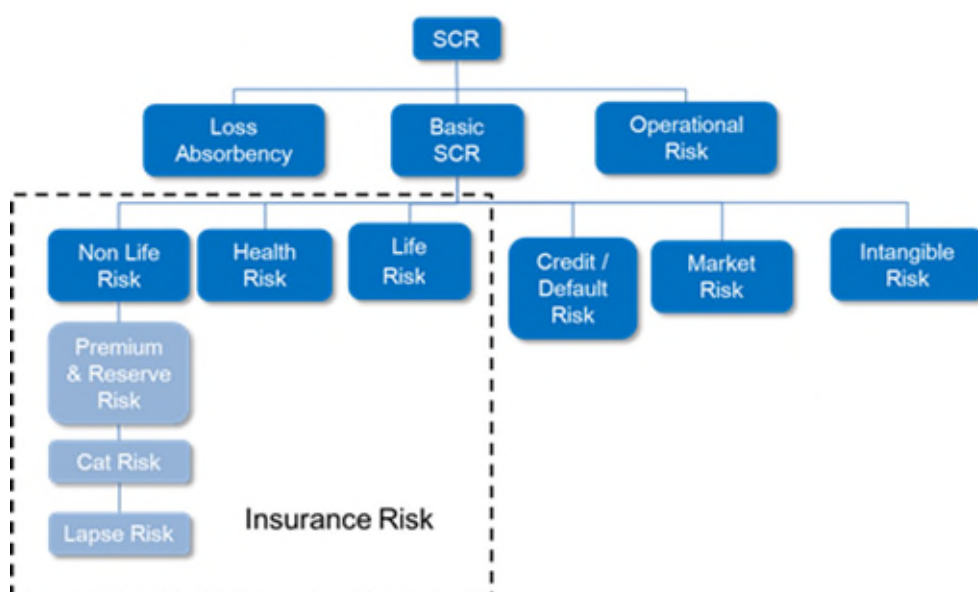 SCR
Loss
Absorbency
Basic
SCR
Operational
Risk
Non Life
Risk
Health
Risk
Life
Risk
Credit /
Default
Risk
Market
Risk
Intangible
Risk
Premium
& Reserve
Risk
Cat Risk
Lapse Risk
Insurance Risk